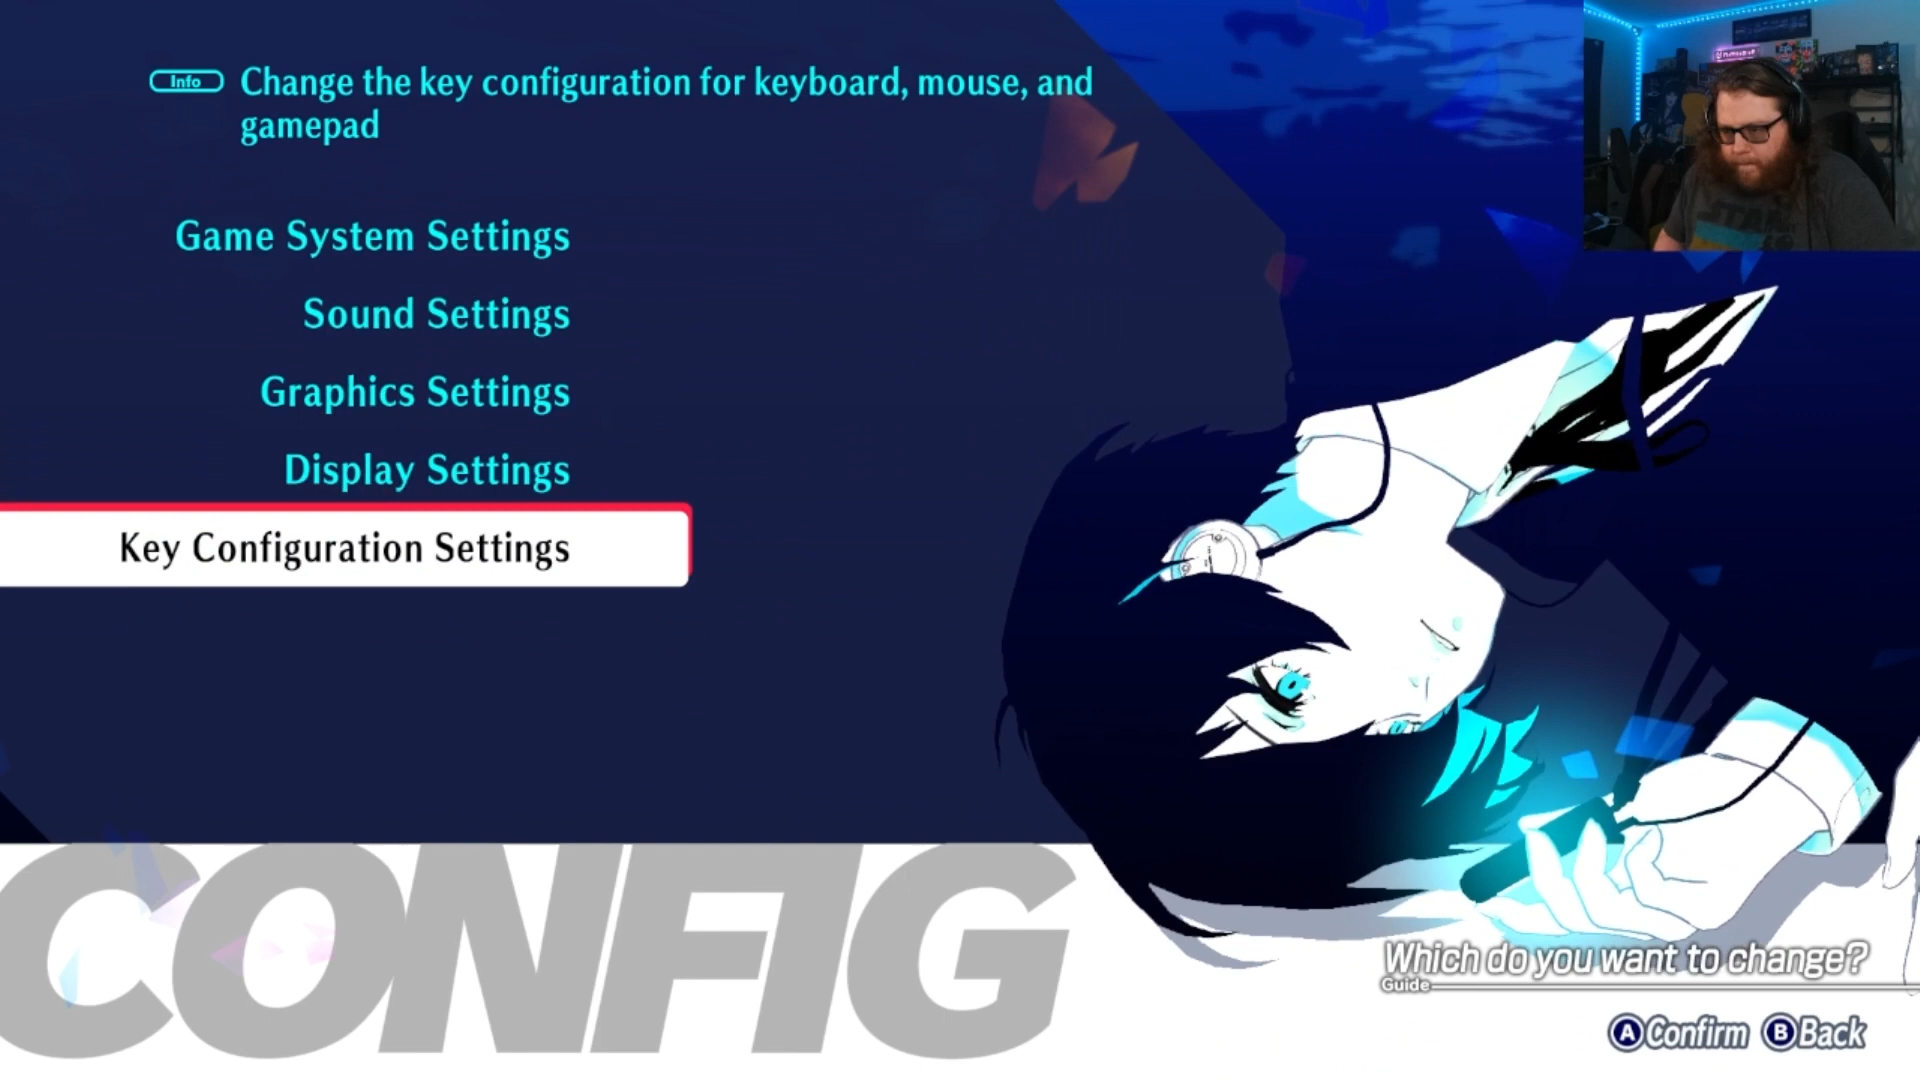 Info Change the key configuration for keyboard, mouse, and
gamepad
Game System Settings
Sound Settings
Graphics Settings
Display Settings
Key Configuration Settings
CONFIG
Which do you want to change?
Guide
A Confirm B Back